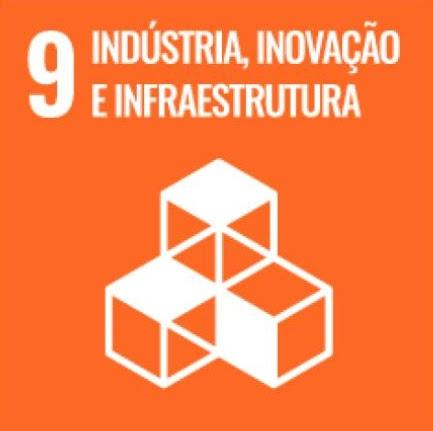 9 INDÚSTRIA, INOVAÇÃO
E INFRAESTRUTURA